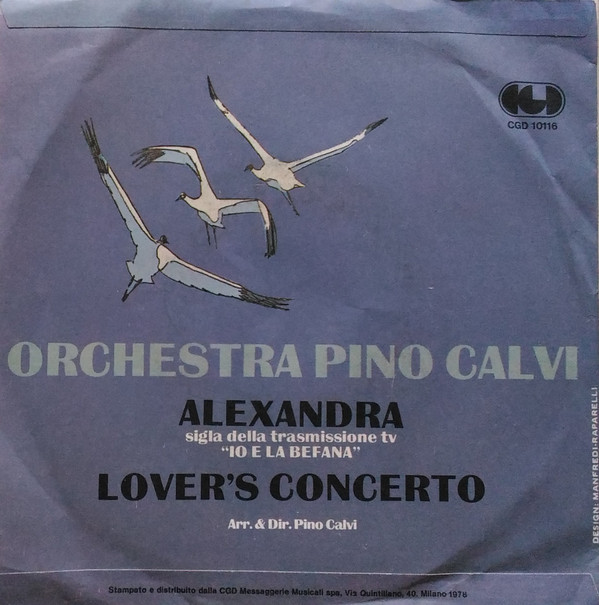 CGD 10116
ORCHESTRA PINO CALVI
ALEXANDRA
sigla della trasmissione tv
"IO E LA BEFANA"
LOVER'S CONCERTO
Arr. & Dir. Pino Calvi
DESIGN: MANFREDI-RAFARELLI
Stampato e distribuito dalla CGD Messaggerie Musicali spa, Via Quintiliano, 40, Milano 1978